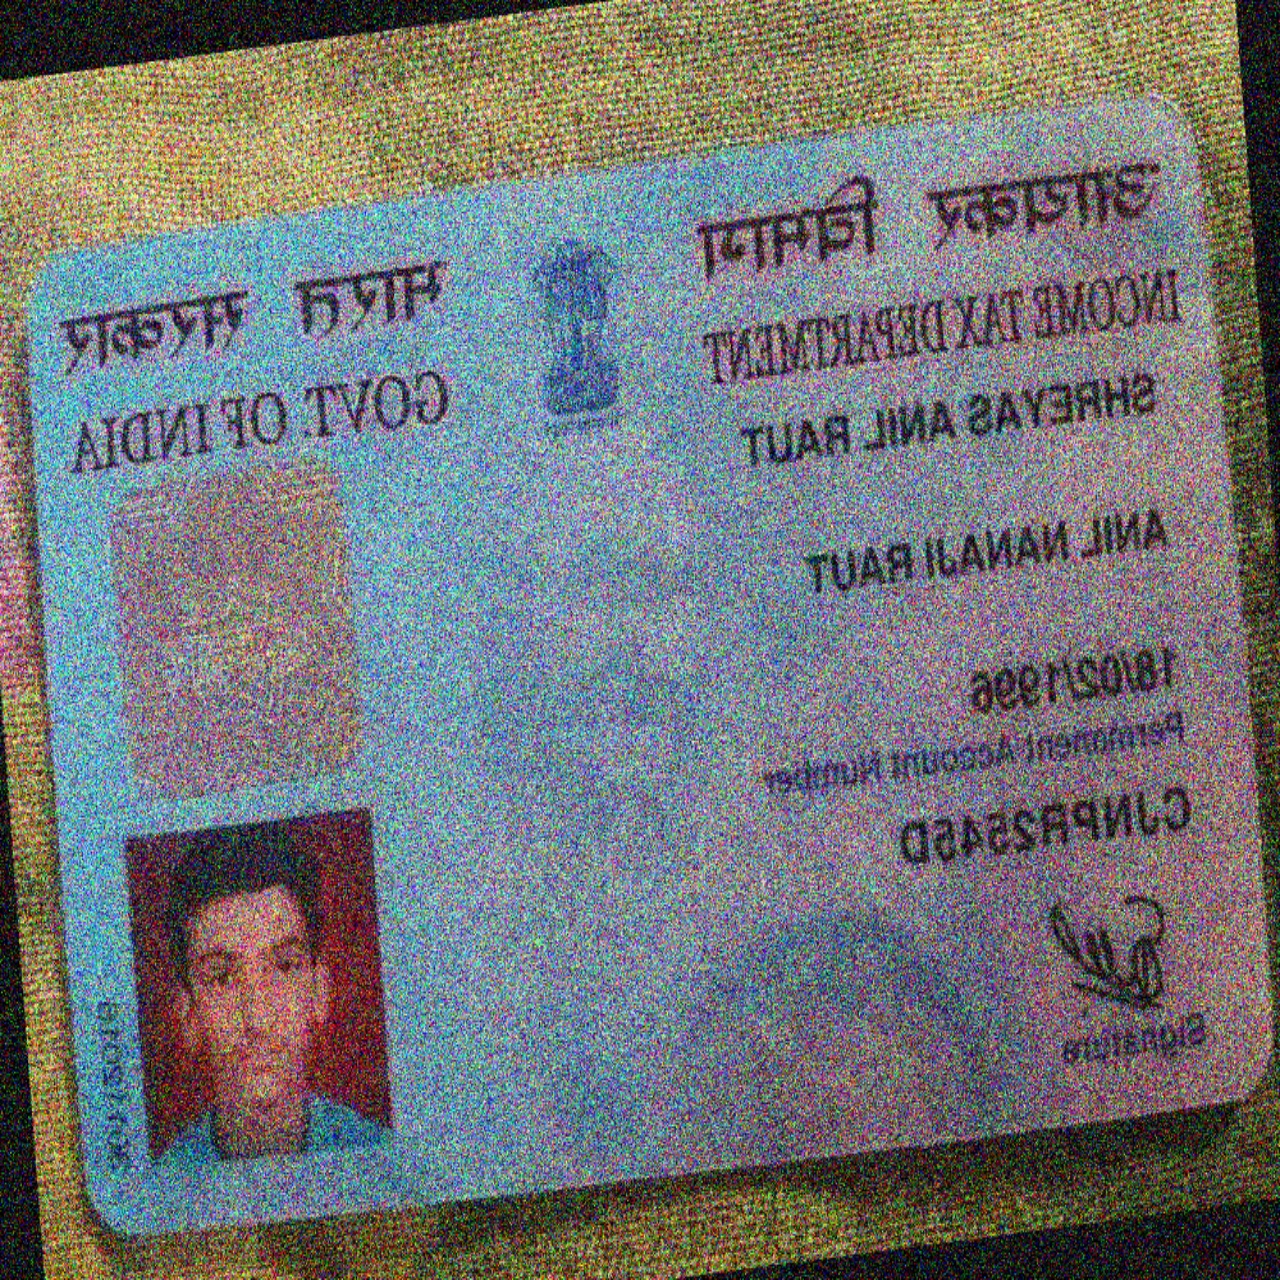 आयकर विभाग
INCOME TAX DEPARTMENT
भारत सरकार
GOVT. OF INDIA
SHREYAS ANIL RAUT
ANIL NANAJI RAUT
18/02/1996
Permanent Account Number
CJNPR2545D
Signature